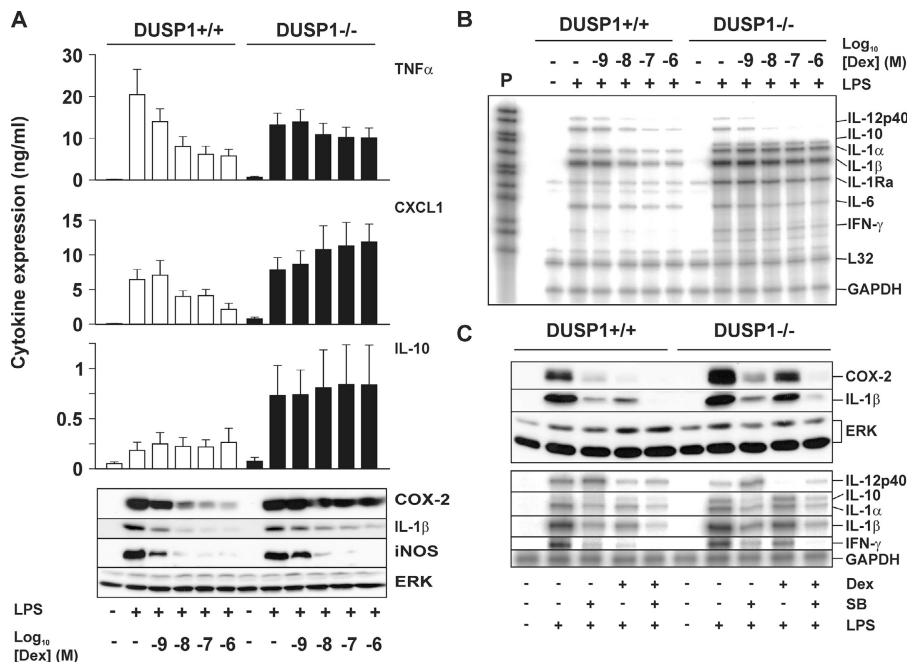 A
DUSP1+/+ DUSP1-/-
Cytokine expression (ng/ml)
TNFα
30
20
10
0
CXCL1
15
10
5
0
IL-10
1
0.5
0
COX-2
IL-1β
iNOS
ERK
LPS - + + + + + - + + + + +
Log₁₀
[Dex] (M) - - -9 -8 -7 -6 - - -9 -8 -7 -6
B
DUSP1+/+ DUSP1-/-
Log₁₀
- - -9 -8 -7 -6 - - -9 -8 -7 -6 [Dex] (M)
P - + + + + + - + + + + + LPS
IL-12p40
IL-10
IL-1α
IL-1β
IL-1Ra
IL-6
IFN-γ
L32
GAPDH
C
DUSP1+/+ DUSP1-/-
COX-2
IL-1β
ERK
IL-12p40
IL-10
IL-1α
IL-1β
IFN-γ
GAPDH
- - - + + - - - + + Dex
- - + - + - - + - + SB
- + + + + - + + + + LPS